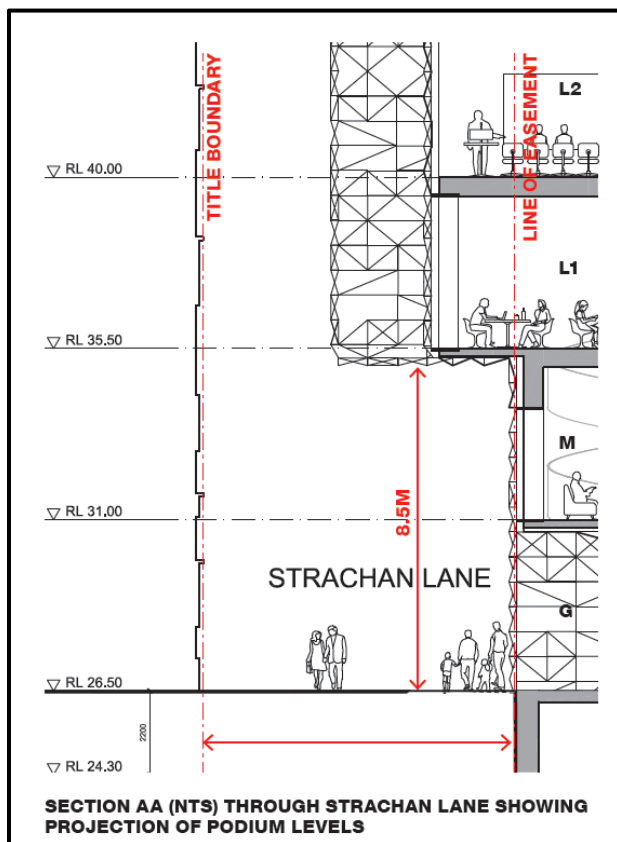 TITLE BOUNDARY
LINE OF EASEMENT
L2
RL 40.00
L1
RL 35.50
M
8.5M
RL 31.00
STRACHAN LANE
G
RL 26.50
2200
RL 24.30
SECTION AA (NTS) THROUGH STRACHAN LANE SHOWING
PROJECTION OF PODIUM LEVELS